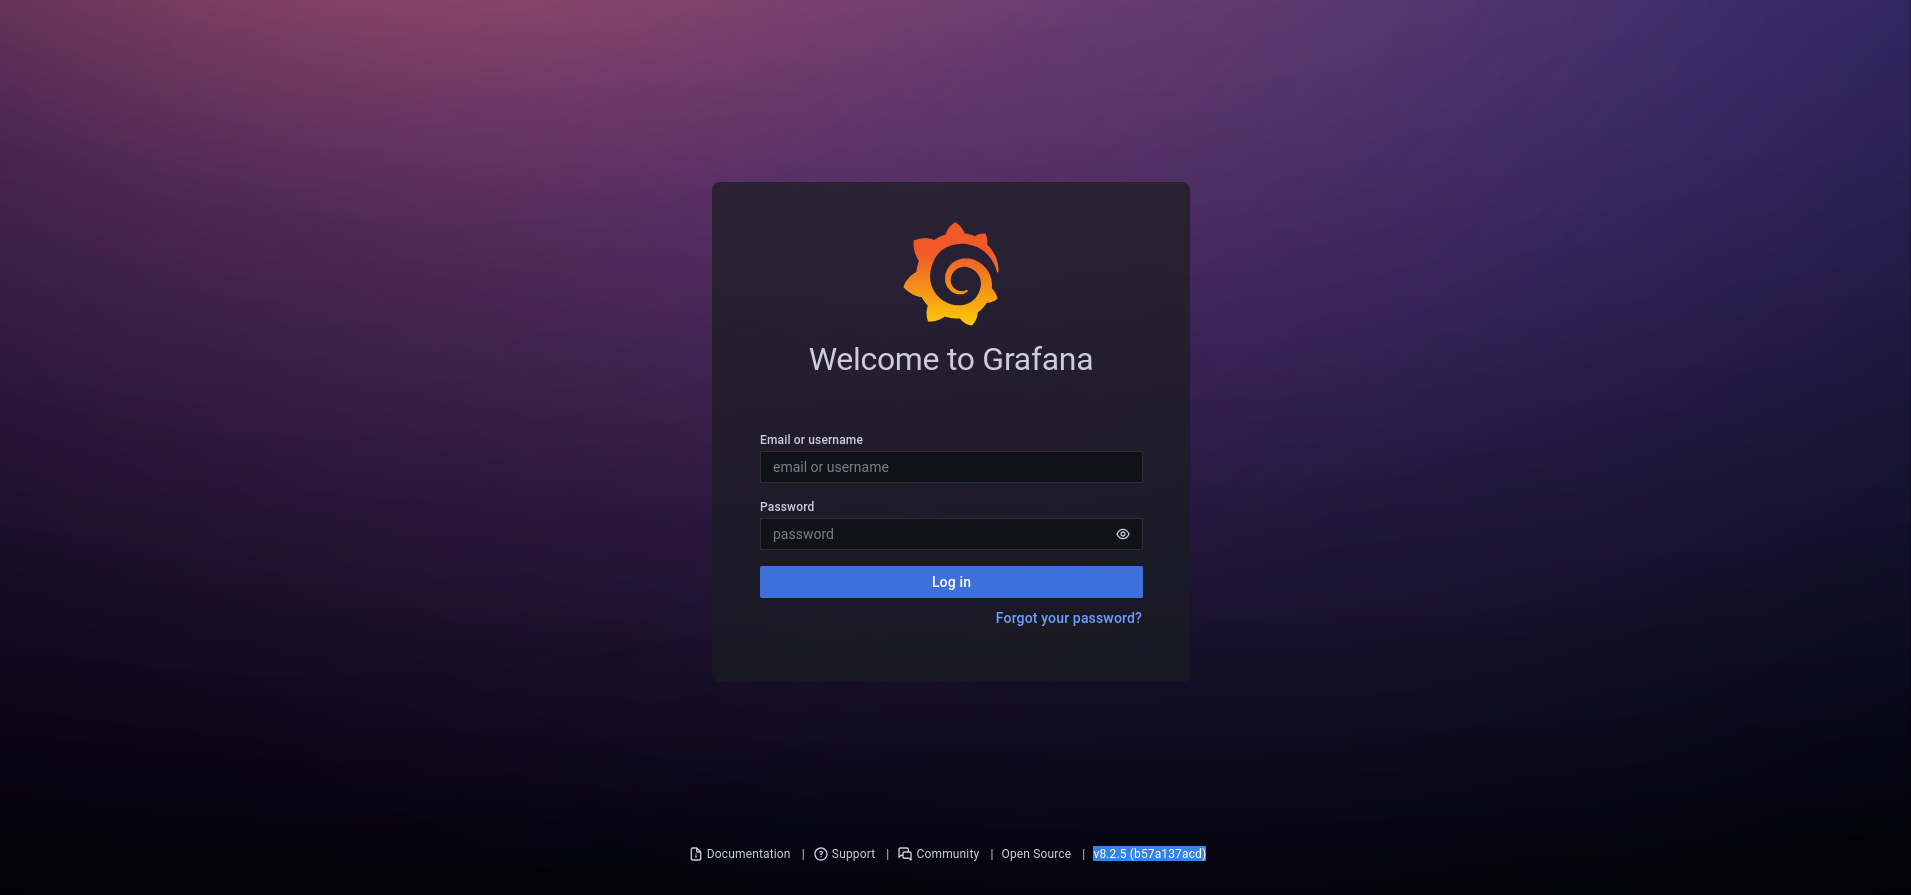 Welcome to Grafana
Email or username
email or username
Password
password
Log in
Forgot your password?
Documentation | Support | Community | Open Source | v8.2.5 (b57a137acd)